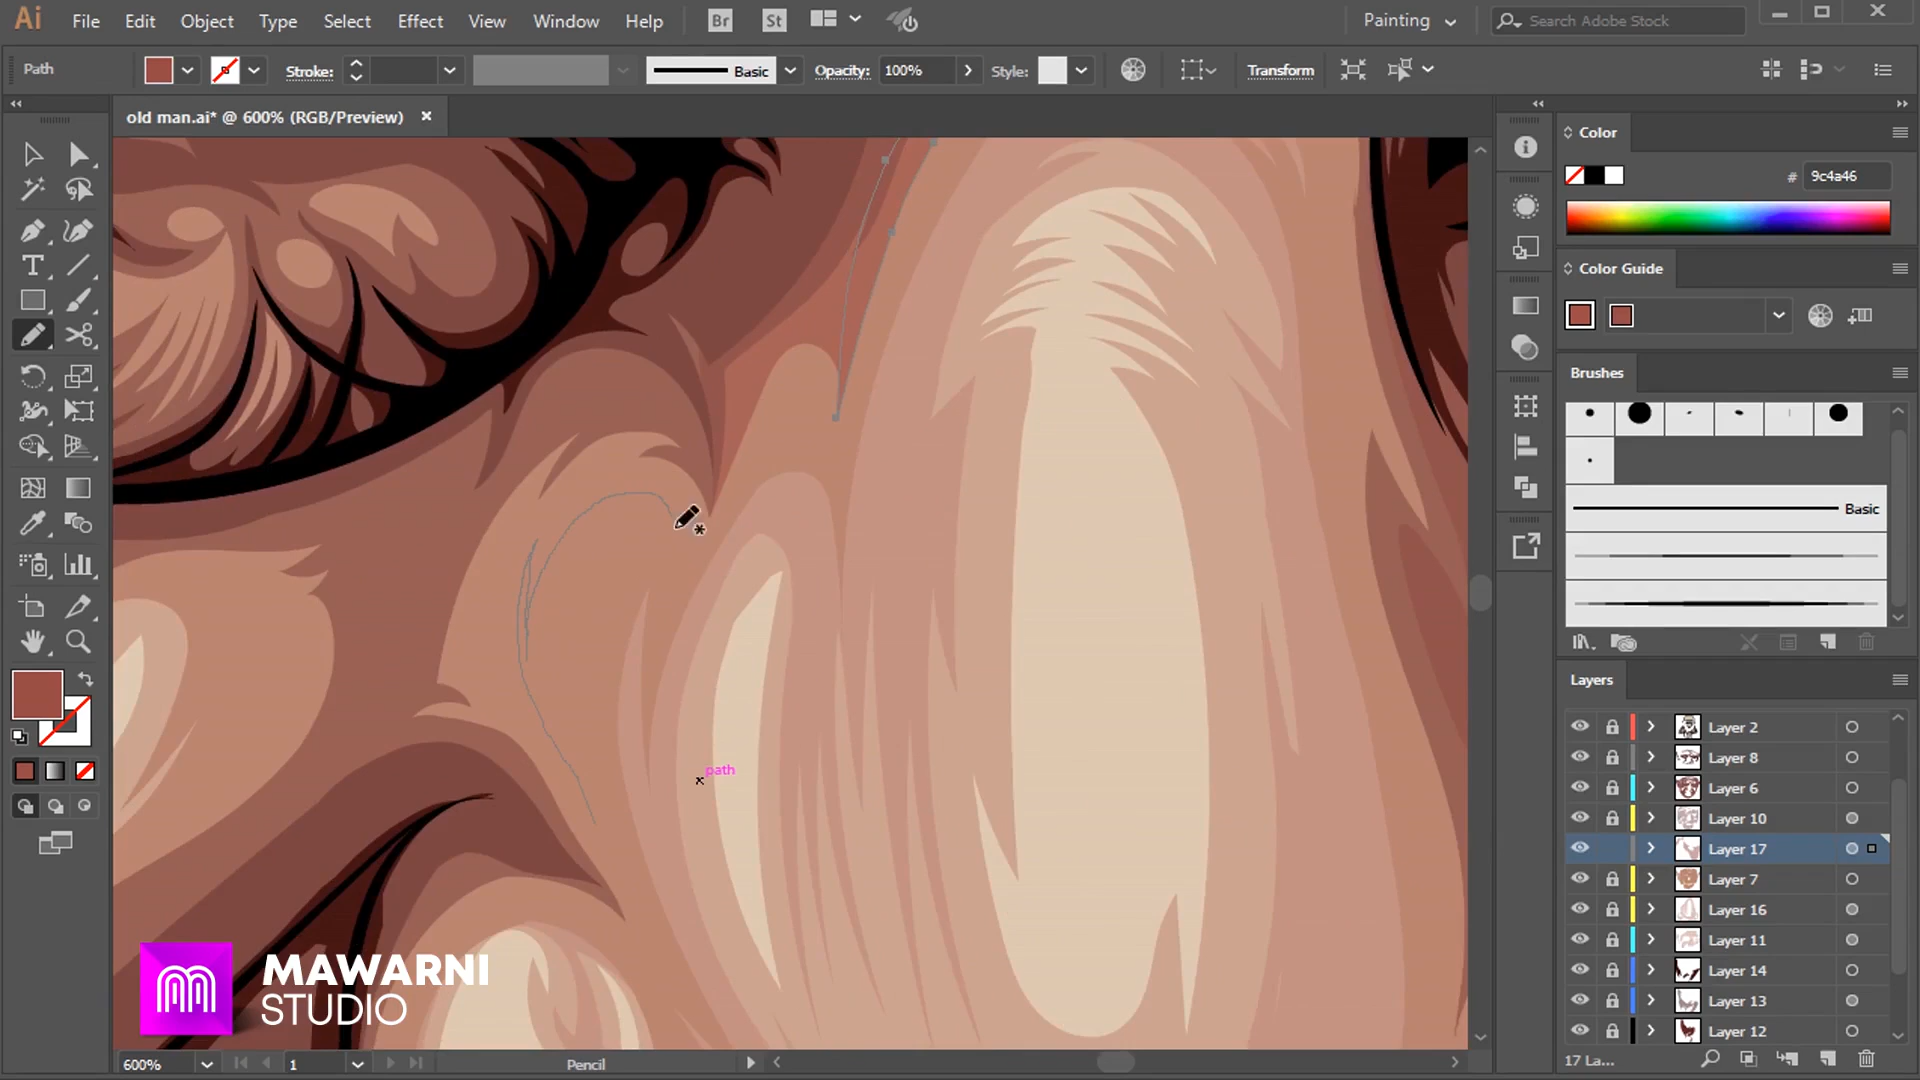 Ai File Edit Object Type Select Effect View Window Help Br St Painting Search Adobe Stock
Path Stroke: Basic Opacity: 100% Style: Transform
old man.ai* @ 600% (RGB/Preview)
Color
# 9c4a46
Color Guide
Brushes
Basic
path
Layers
Layer 2
Layer 8
Layer 6
Layer 10
Layer 17
Layer 7
Layer 16
Layer 11
Layer 14
Layer 13
Layer 12
MAWARNI
STUDIO
600% 1 Pencil 17 La...